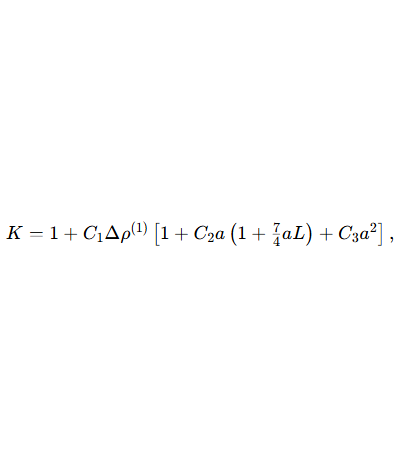 K = 1 + C₁Δρ⁽¹⁾ [1 + C₂a (1 + 7/4 aL) + C₃a²] ,